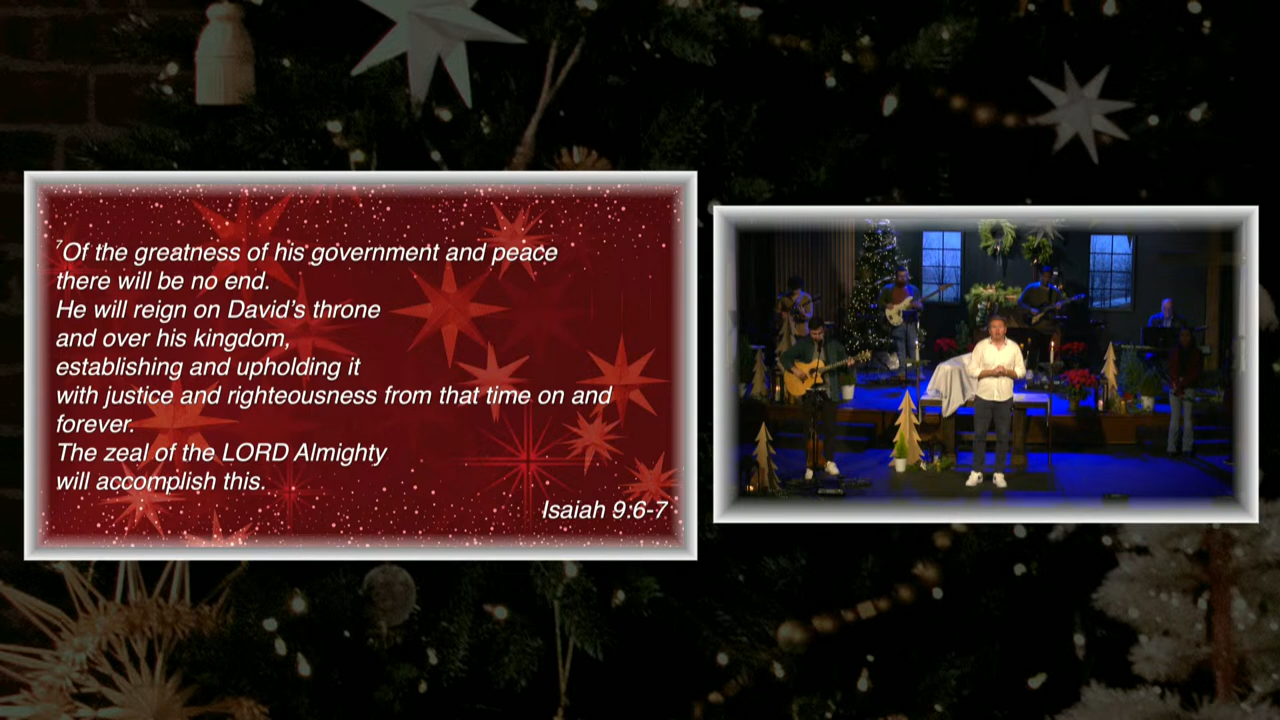 ⁷Of the greatness of his government and peace
there will be no end.
He will reign on David’s throne
and over his kingdom,
establishing and upholding it
with justice and righteousness from that time on and
forever.
The zeal of the LORD Almighty
will accomplish this.
Isaiah 9:6-7